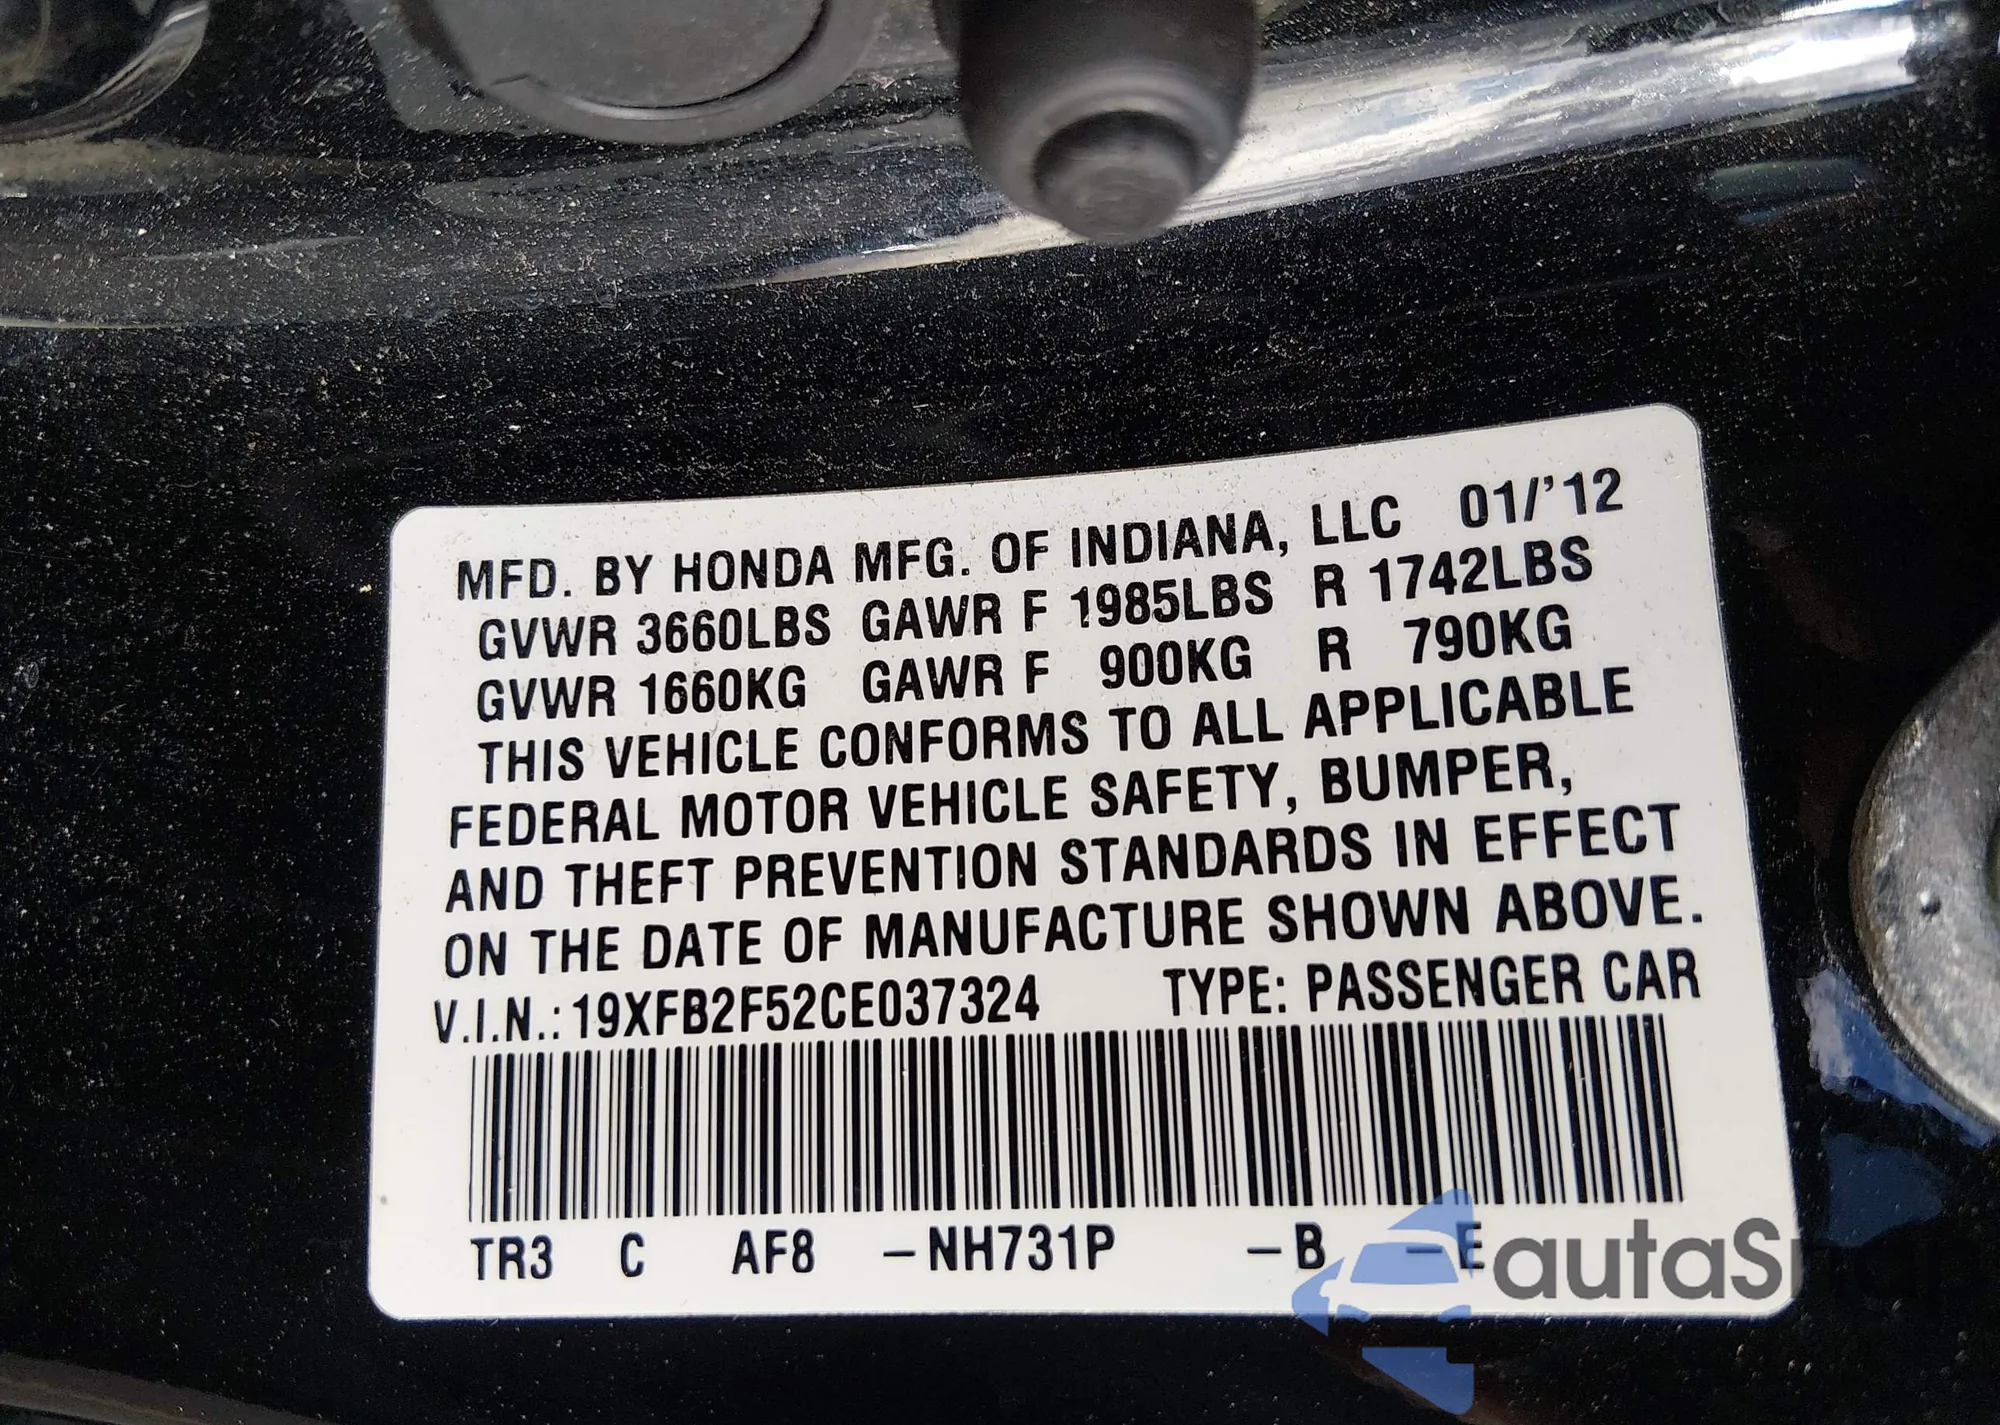 MFD. BY HONDA MFG. OF INDIANA, LLC 01/'12
GVWR 3660LBS GAWR F 1985LBS R 1742LBS
GVWR 1660KG GAWR F 900KG R 790KG
THIS VEHICLE CONFORMS TO ALL APPLICABLE
FEDERAL MOTOR VEHICLE SAFETY, BUMPER,
AND THEFT PREVENTION STANDARDS IN EFFECT
ON THE DATE OF MANUFACTURE SHOWN ABOVE.
V.I.N.: 19XFB2F52CE037324 TYPE: PASSENGER CAR
TR3 C AF8 –NH731P –B –E
autaSnap